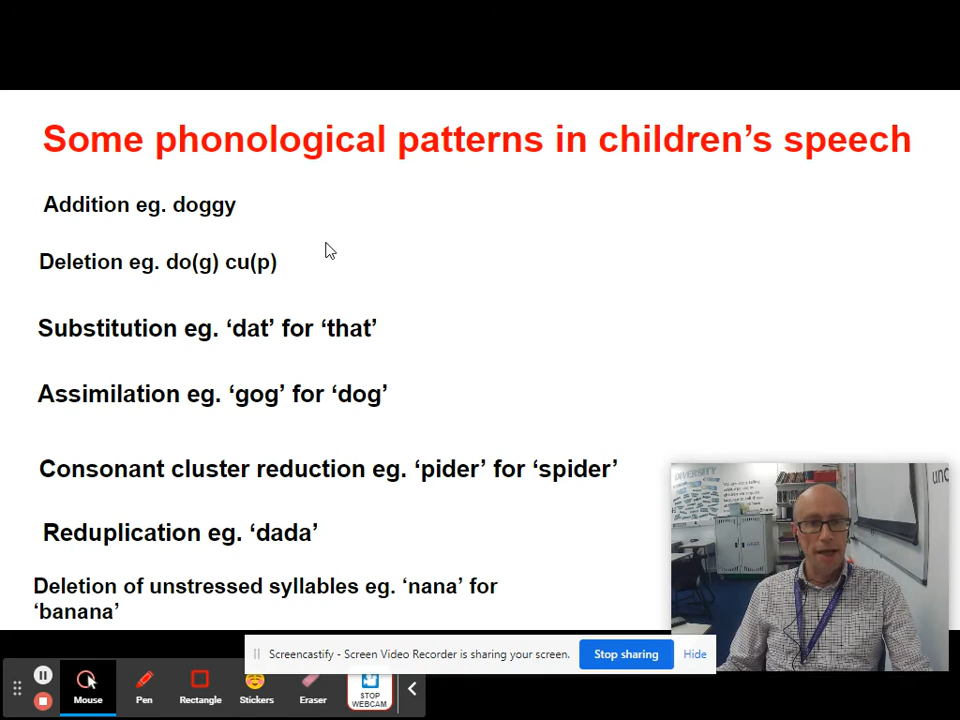 Some phonological patterns in children's speech
Addition eg. doggy
Deletion eg. do(g) cu(p)
Substitution eg. ‘dat’ for ‘that’
Assimilation eg. ‘gog’ for ‘dog’
Consonant cluster reduction eg. ‘pider’ for ‘spider’
Reduplication eg. ‘dada’
Deletion of unstressed syllables eg. ‘nana’ for
‘banana’
DIVERSITY
unc
Screencastify - Screen Video Recorder is sharing your screen.
Stop sharing
Hide
Mouse
Pen
Rectangle
Stickers
Eraser
STOP
WEBCAM